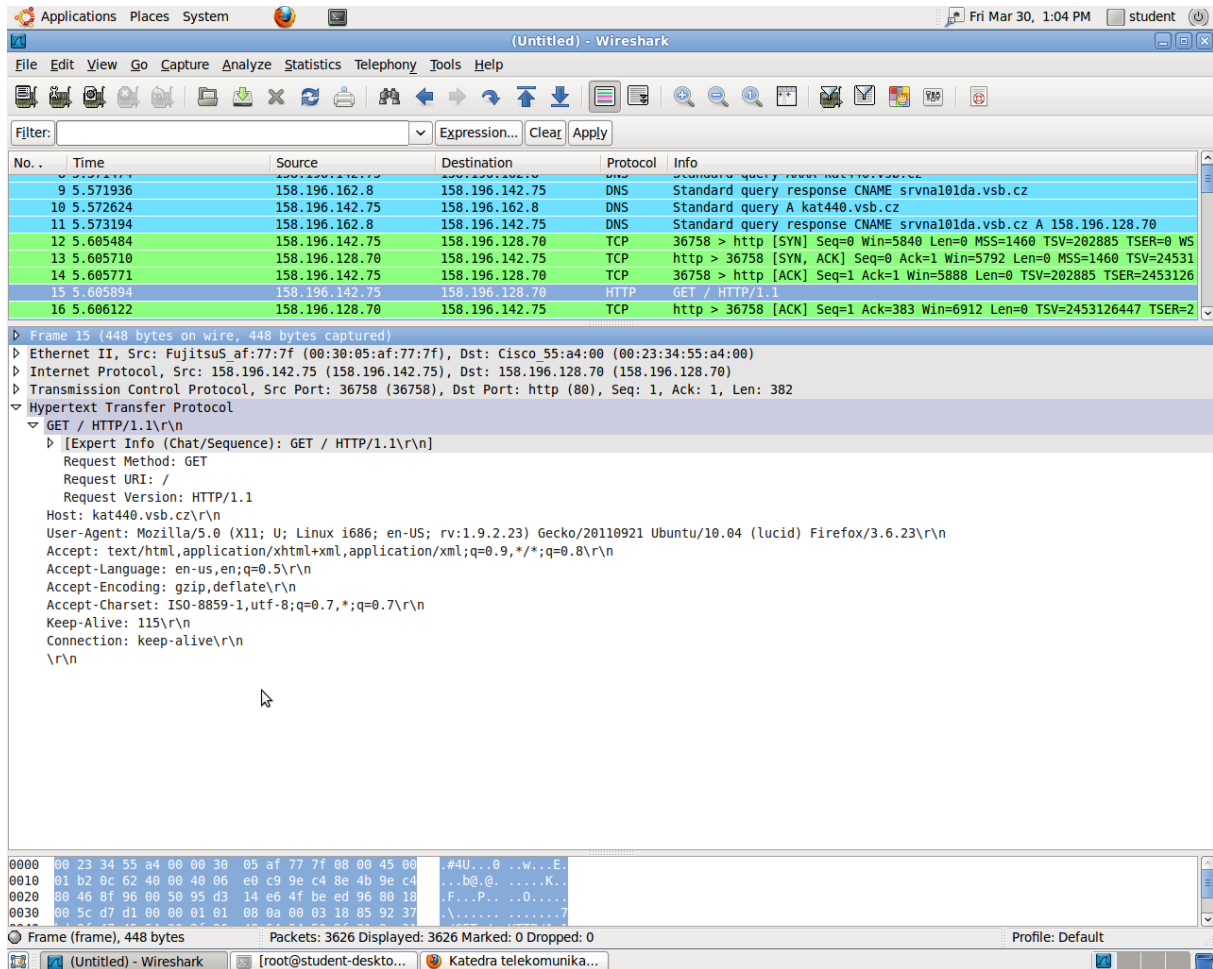 Applications Places System Fri Mar 30, 1:04 PM student
(Untitled) - Wireshark
File Edit View Go Capture Analyze Statistics Telephony Tools Help
Filter: Expression... Clear Apply
No. . Time Source Destination Protocol Info
9 5.571936 158.196.162.8 158.196.142.75 DNS Standard query response CNAME srvna101da.vsb.cz
10 5.572624 158.196.142.75 158.196.162.8 DNS Standard query A kat440.vsb.cz
11 5.573194 158.196.162.8 158.196.142.75 DNS Standard query response CNAME srvna101da.vsb.cz A 158.196.128.70
12 5.605484 158.196.142.75 158.196.128.70 TCP 36758 > http [SYN] Seq=0 Win=5840 Len=0 MSS=1460 TSV=202885 TSER=0 WS
13 5.605710 158.196.128.70 158.196.142.75 TCP http > 36758 [SYN, ACK] Seq=0 Ack=1 Win=5792 Len=0 MSS=1460 TSV=24531
14 5.605771 158.196.142.75 158.196.128.70 TCP 36758 > http [ACK] Seq=1 Ack=1 Win=5888 Len=0 TSV=202885 TSER=2453126
15 5.605894 158.196.142.75 158.196.128.70 HTTP GET / HTTP/1.1
16 5.606122 158.196.128.70 158.196.142.75 TCP http > 36758 [ACK] Seq=1 Ack=383 Win=6912 Len=0 TSV=2453126447 TSER=2
Frame 15 (448 bytes on wire, 448 bytes captured)
Ethernet II, Src: FujitsuS_af:77:7f (00:30:05:af:77:7f), Dst: Cisco_55:a4:00 (00:23:34:55:a4:00)
Internet Protocol, Src: 158.196.142.75 (158.196.142.75), Dst: 158.196.128.70 (158.196.128.70)
Transmission Control Protocol, Src Port: 36758 (36758), Dst Port: http (80), Seq: 1, Ack: 1, Len: 382
Hypertext Transfer Protocol
GET / HTTP/1.1\r\n
[Expert Info (Chat/Sequence): GET / HTTP/1.1\r\n]
Request Method: GET
Request URI: /
Request Version: HTTP/1.1
Host: kat440.vsb.cz\r\n
User-Agent: Mozilla/5.0 (X11; U; Linux i686; en-US; rv:1.9.2.23) Gecko/20110921 Ubuntu/10.04 (lucid) Firefox/3.6.23\r\n
Accept: text/html,application/xhtml+xml,application/xml;q=0.9,*/*;q=0.8\r\n
Accept-Language: en-us,en;q=0.5\r\n
Accept-Encoding: gzip,deflate\r\n
Accept-Charset: ISO-8859-1,utf-8;q=0.7,*;q=0.7\r\n
Keep-Alive: 115\r\n
Connection: keep-alive\r\n
\r\n
0000 00 23 34 55 a4 00 00 30 05 af 77 7f 08 00 45 00 .#4U...0 ..w...E.
0010 01 b2 0c 62 40 00 40 06 e0 c9 9e c4 8e 4b 9e c4 ...b@.@. .....K..
0020 80 46 8f 96 00 50 95 d3 14 e6 4f be ed 96 80 18 .F...P.. ..O.....
0030 00 5c d7 d1 00 00 01 01 08 0a 00 03 18 85 92 37 .\...... .......7
Frame (frame), 448 bytes Packets: 3626 Displayed: 3626 Marked: 0 Dropped: 0 Profile: Default
(Untitled) - Wireshark [root@student-deskto... Katedra telekomunika...